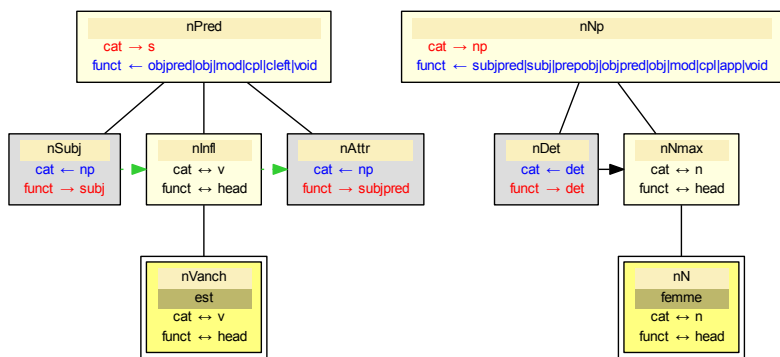 nPred
cat → s
funct ← objpred|obj|mod|cpl|cleft|void
nNp
cat → np
funct ← subjpred|subj|prepobj|objpred|obj|mod|cpl|app|void
nSubj
cat ← np
funct → subj
nInfl
cat ↔ v
funct ↔ head
nAttr
cat ← np
funct → subjpred
nDet
cat ← det
funct → det
nNmax
cat ↔ n
funct ↔ head
nVanch
est
cat ↔ v
funct ↔ head
nN
femme
cat ↔ n
funct ↔ head